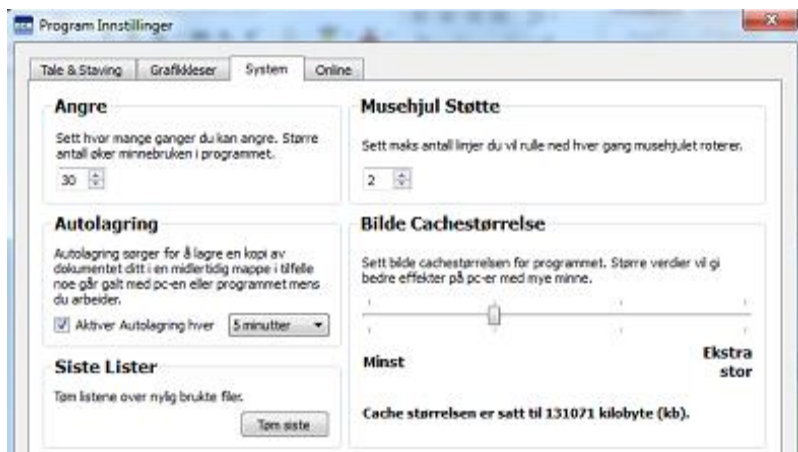 Program Innstillinger
Tale & Staving
Grafikkleser
System
Online
Angre
Sett hvor mange ganger du kan angre. Større
antall øker minnebruken i programmet.
30
Autolagring
Autolagring sørger for å lagre en kopi av
dokumentet ditt i en midlertidig mappe i tilfelle
noe går galt med pc-en eller programmet mens
du arbeider.
Aktiver Autolagring hver
5 minutter
Siste Lister
Tøm listene over nylig brukte filer.
Tøm siste
Musehjul Støtte
Sett maks antall linjer du vil rulle ned hver gang musehjulet roterer.
2
Bilde Cachestørrelse
Sett bilde cachestørrelsen for programmet. Større verdier vil gi
bedre effekter på pc-er med mye minne.
Minst
Ekstra
stor
Cache størrelsen er satt til 131071 kilobyte (kb).